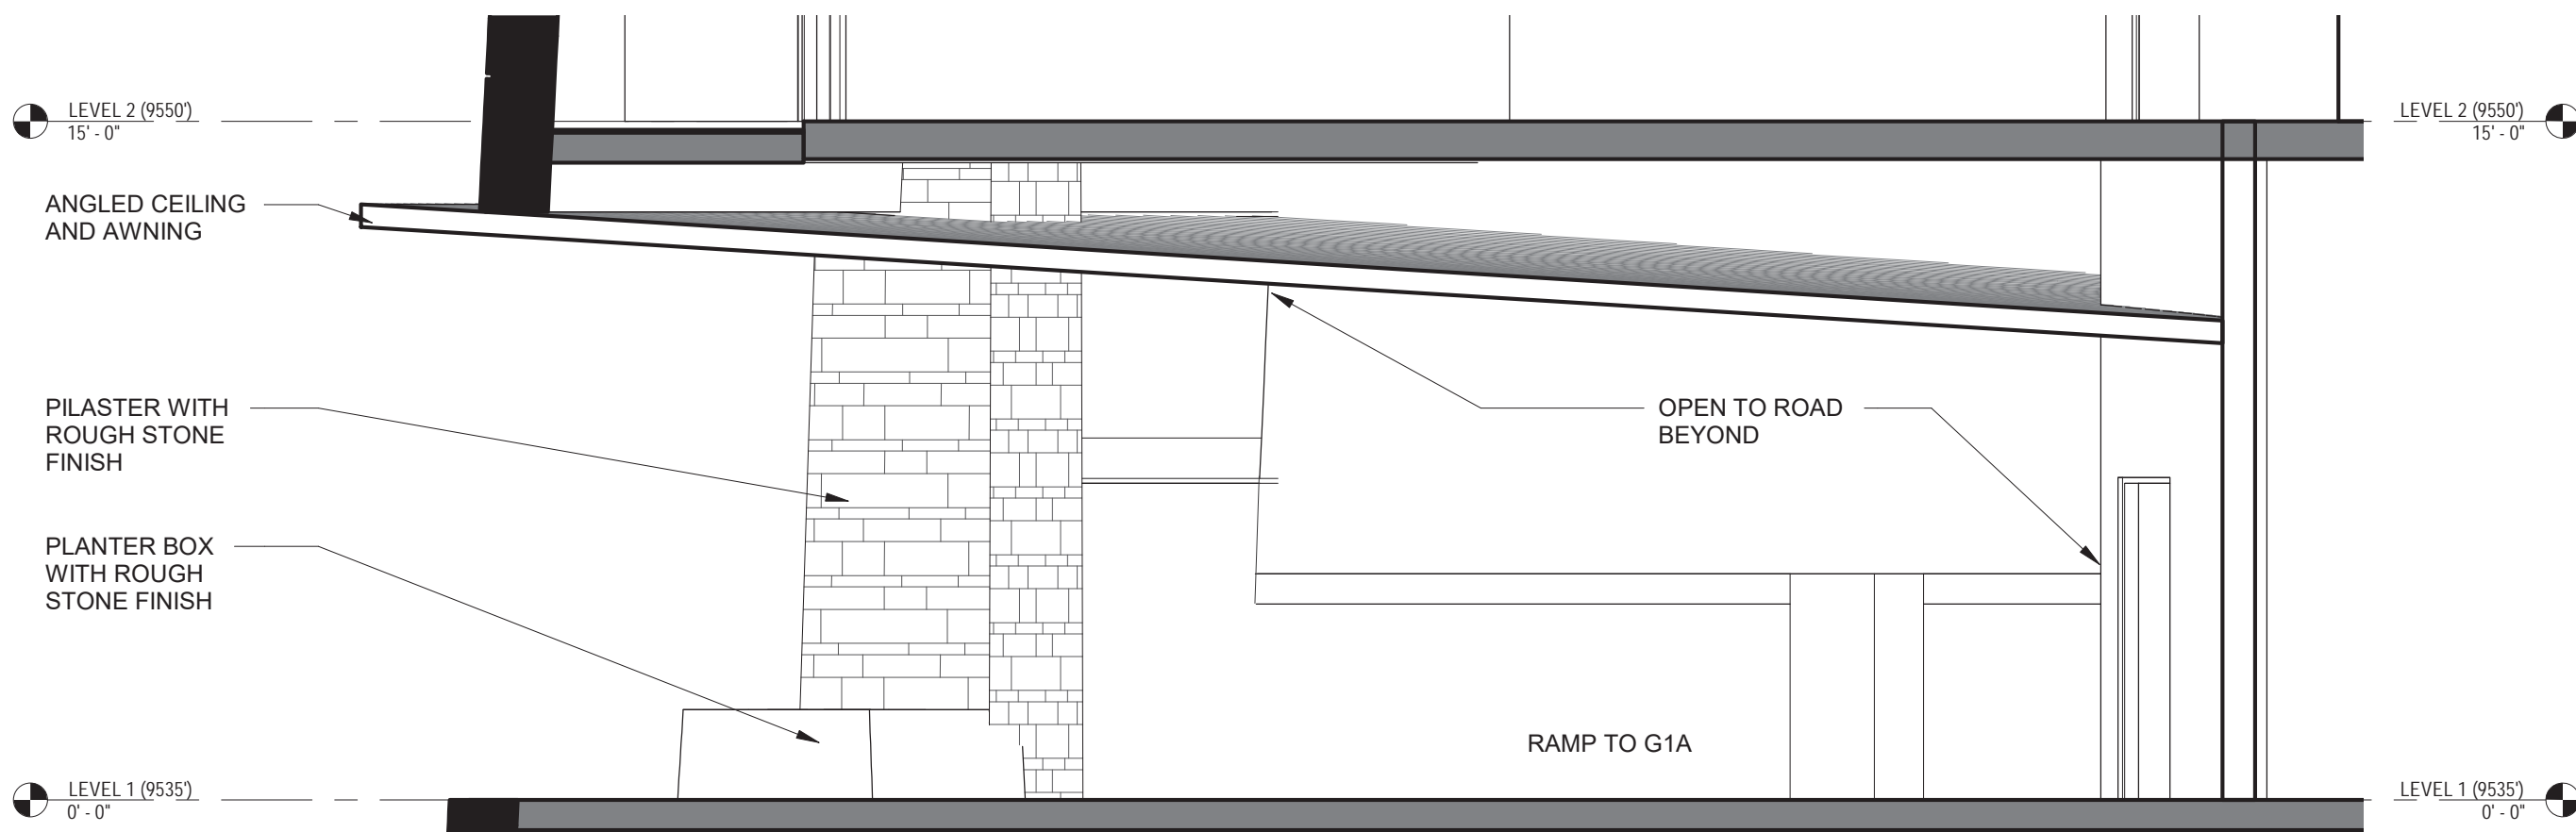 LEVEL 2 (9550')
15' - 0"
LEVEL 2 (9550')
15' - 0"
ANGLED CEILING
AND AWNING
PILASTER WITH
ROUGH STONE
FINISH
OPEN TO ROAD
BEYOND
PLANTER BOX
WITH ROUGH
STONE FINISH
RAMP TO G1A
LEVEL 1 (9535')
0' - 0"
LEVEL 1 (9535')
0' - 0"